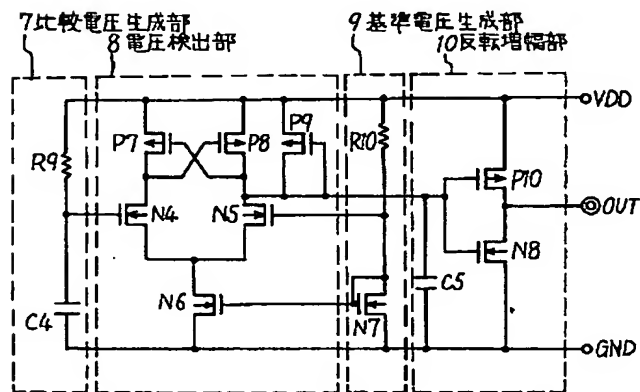 7比較電圧生成部
8電圧検出部
9基準電圧生成部
10反転増幅部
VDD
P7
P8
P9
R10
R9
P10
N4
N5
OUT
N8
N6
C5
C4
N7
GND